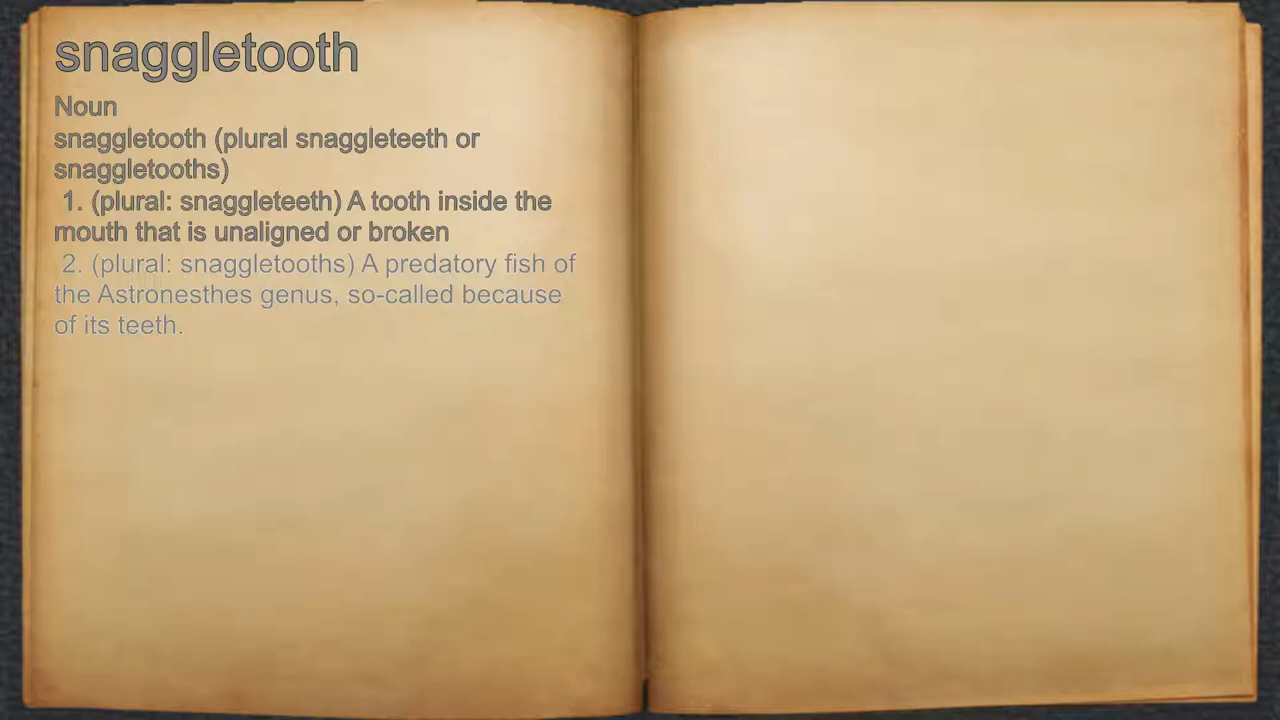 snaggletooth
Noun
snaggletooth (plural snaggleteeth or
snaggletooths)
1. (plural: snaggleteeth) A tooth inside the
mouth that is unaligned or broken
2. (plural: snaggletooths) A predatory fish of
the Astronesthes genus, so-called because
of its teeth.